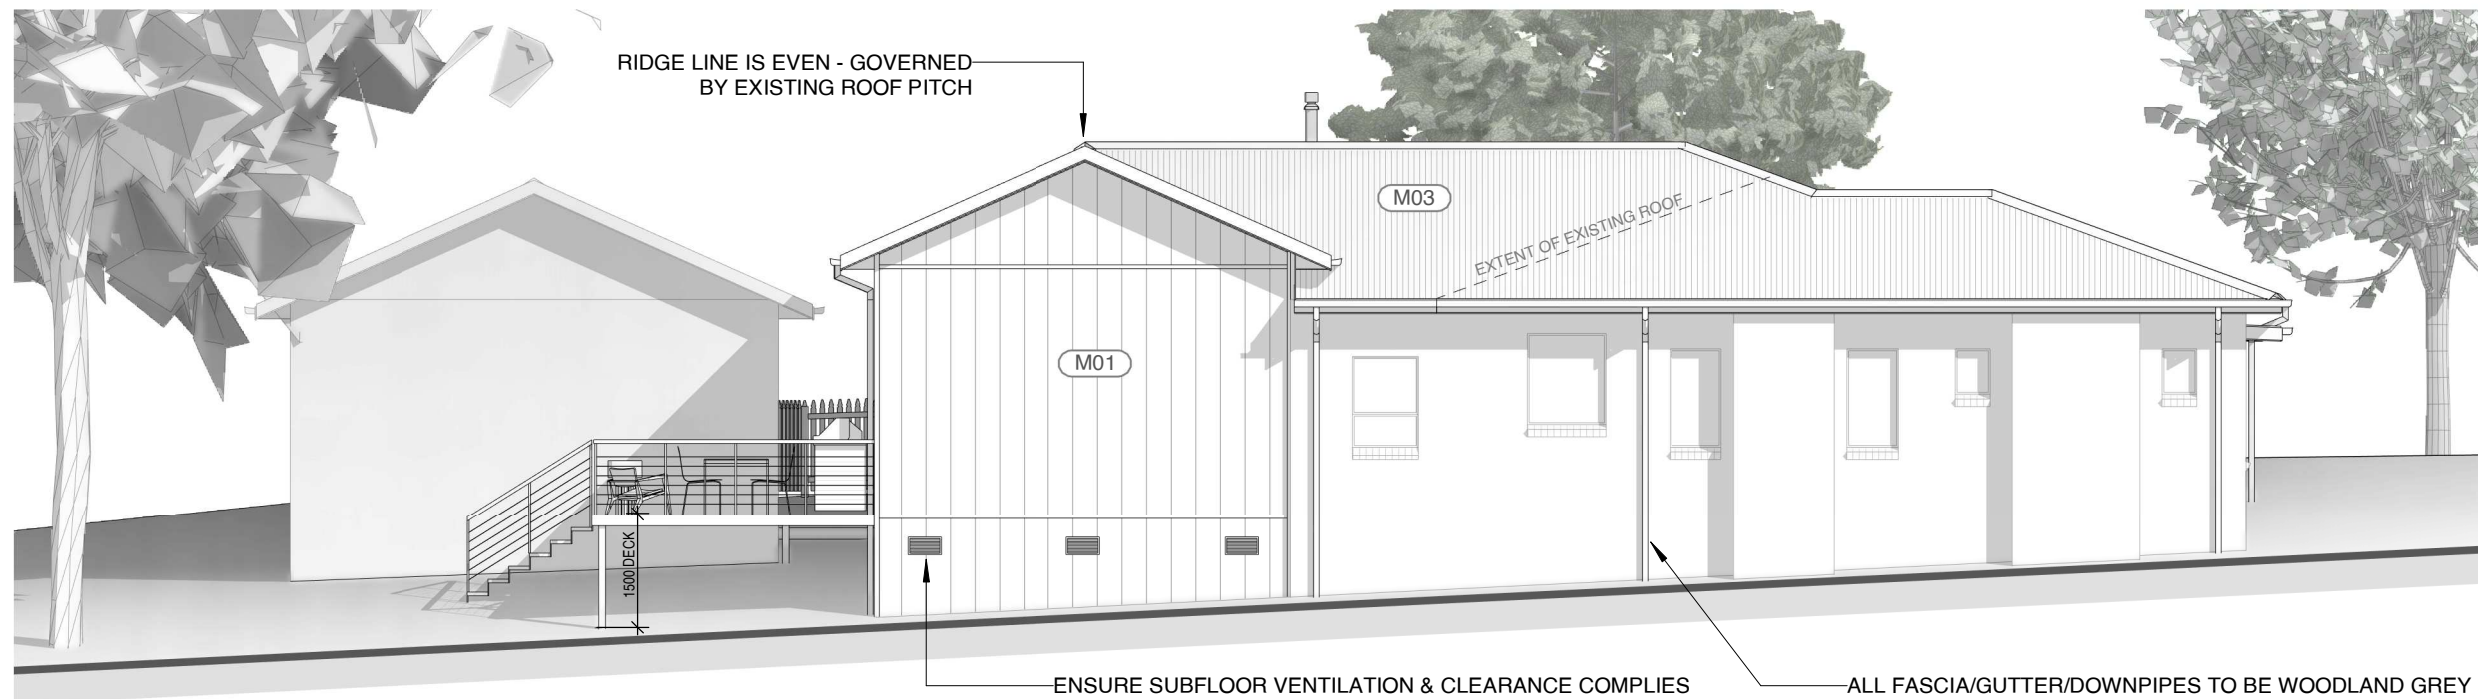 RIDGE LINE IS EVEN - GOVERNED
BY EXISTING ROOF PITCH
M03
EXTENT OF EXISTING ROOF
M01
1500 DECK
ENSURE SUBFLOOR VENTILATION & CLEARANCE COMPLIES
ALL FASCIA/GUTTER/DOWNPIPES TO BE WOODLAND GREY